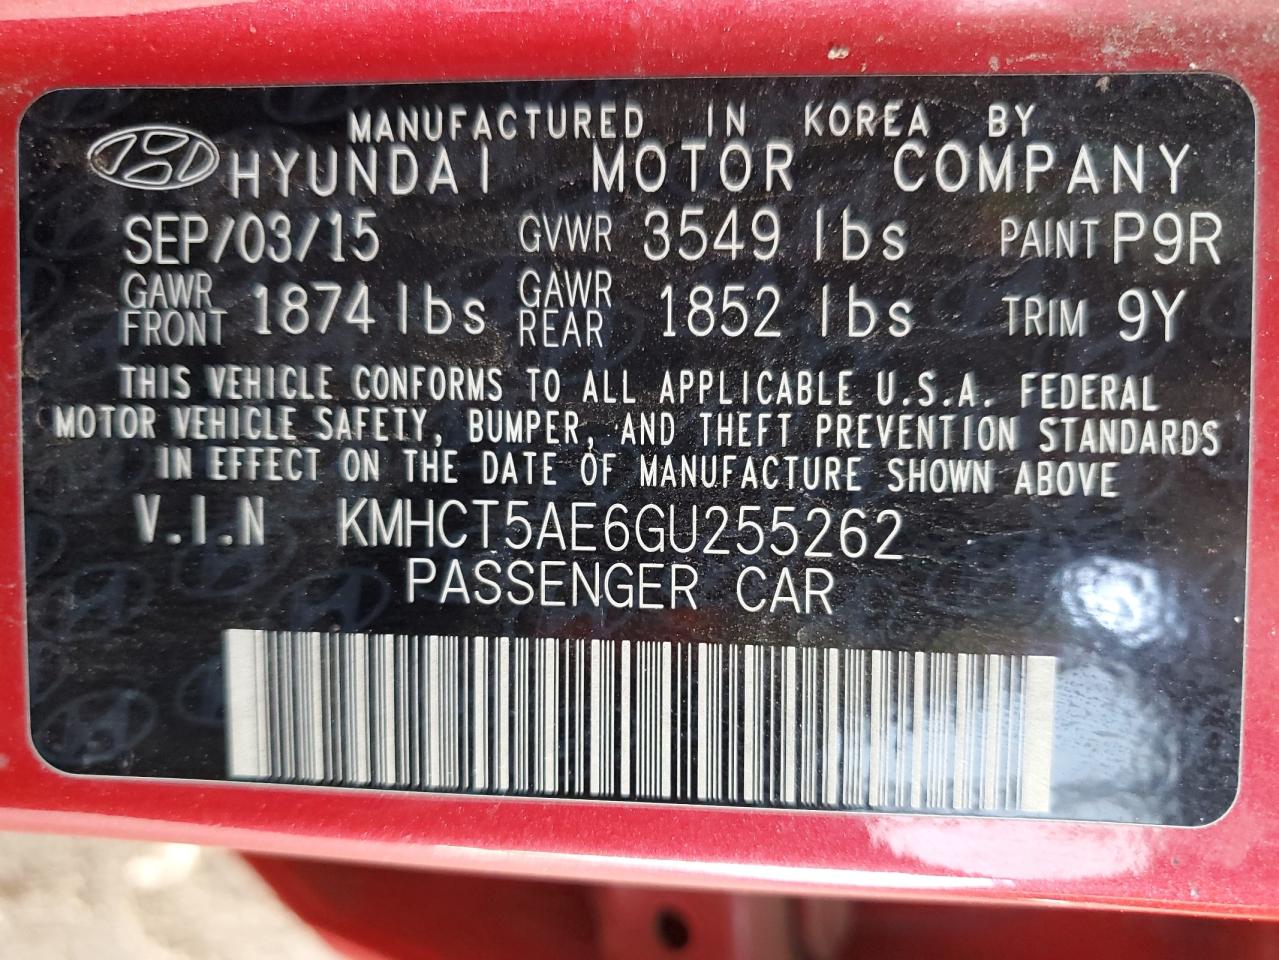 MANUFACTURED IN KOREA BY
HYUNDAI MOTOR COMPANY
SEP/03/15 GVWR 3549 lbs PAINT P9R
GAWR FRONT 1874 lbs GAWR REAR 1852 lbs TRIM 9Y
THIS VEHICLE CONFORMS TO ALL APPLICABLE U.S.A. FEDERAL
MOTOR VEHICLE SAFETY, BUMPER, AND THEFT PREVENTION STANDARDS
IN EFFECT ON THE DATE OF MANUFACTURE SHOWN ABOVE
V.I.N KMHCT5AE6GU255262
PASSENGER CAR